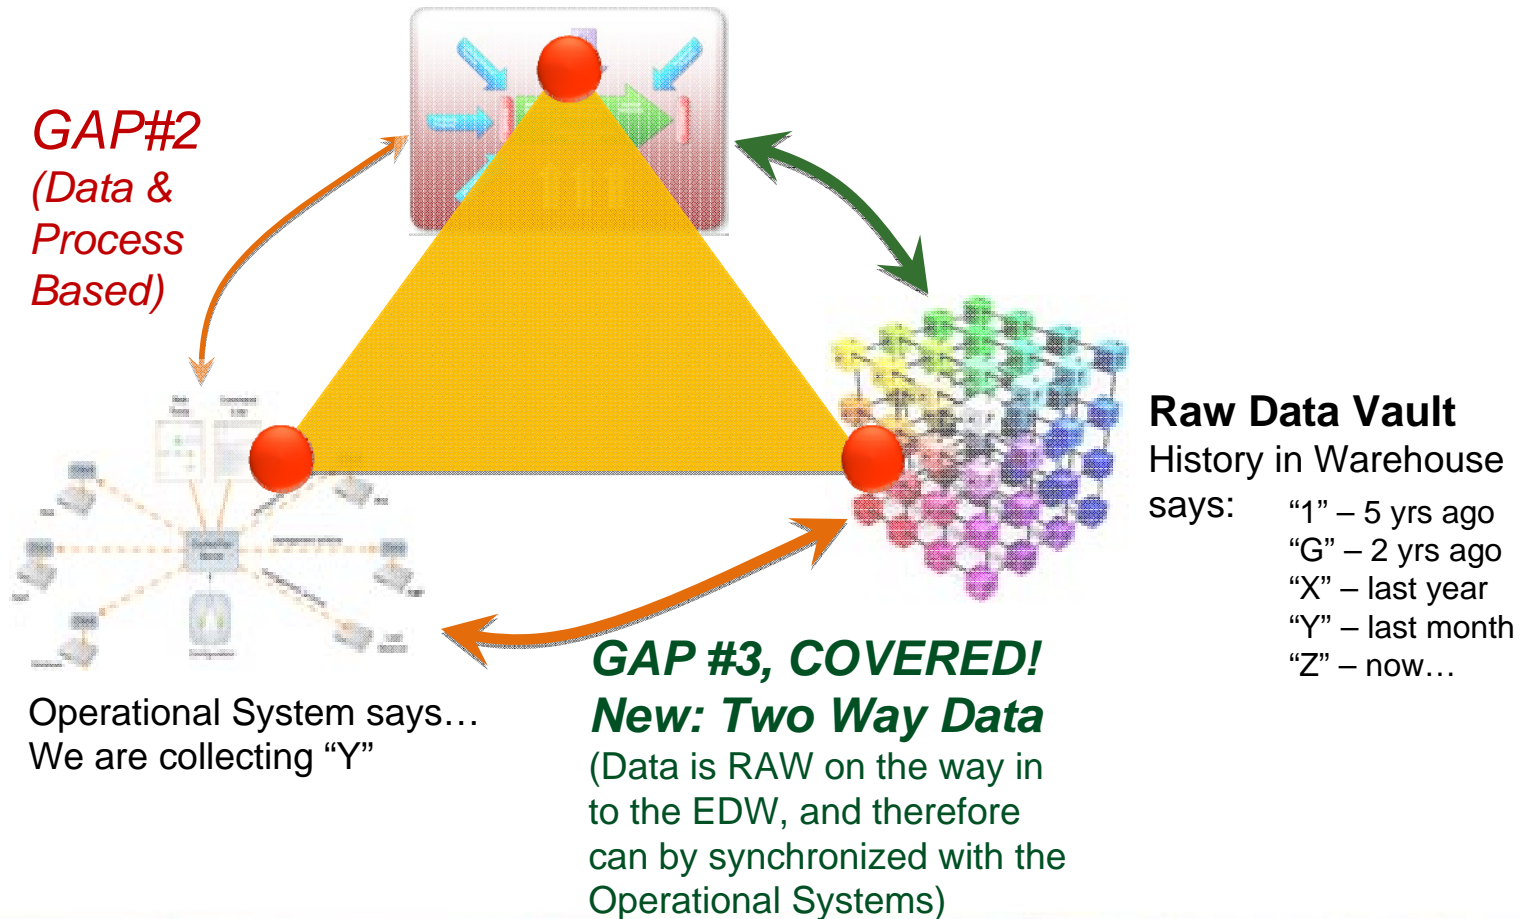 GAP#2
(Data &
Process
Based)
Raw Data Vault
History in Warehouse
says:
“1” – 5 yrs ago
“G” – 2 yrs ago
“X” – last year
“Y” – last month
“Z” – now…
Operational System says…
We are collecting “Y”
GAP #3, COVERED!
New: Two Way Data
(Data is RAW on the way in
to the EDW, and therefore
can by synchronized with the
Operational Systems)